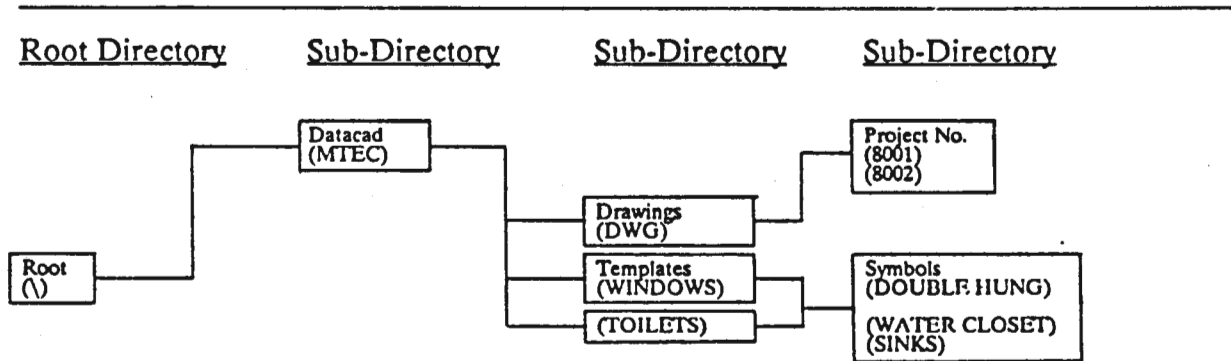 Root Directory
Sub-Directory
Sub-Directory
Sub-Directory
Root
(\)
Datacad
(MTEC)
Drawings
(DWG)
Templates
(WINDOWS)
(TOILETS)
Project No.
(8001)
(8002)
Symbols
(DOUBLE HUNG)
(WATER CLOSET)
(SINKS)